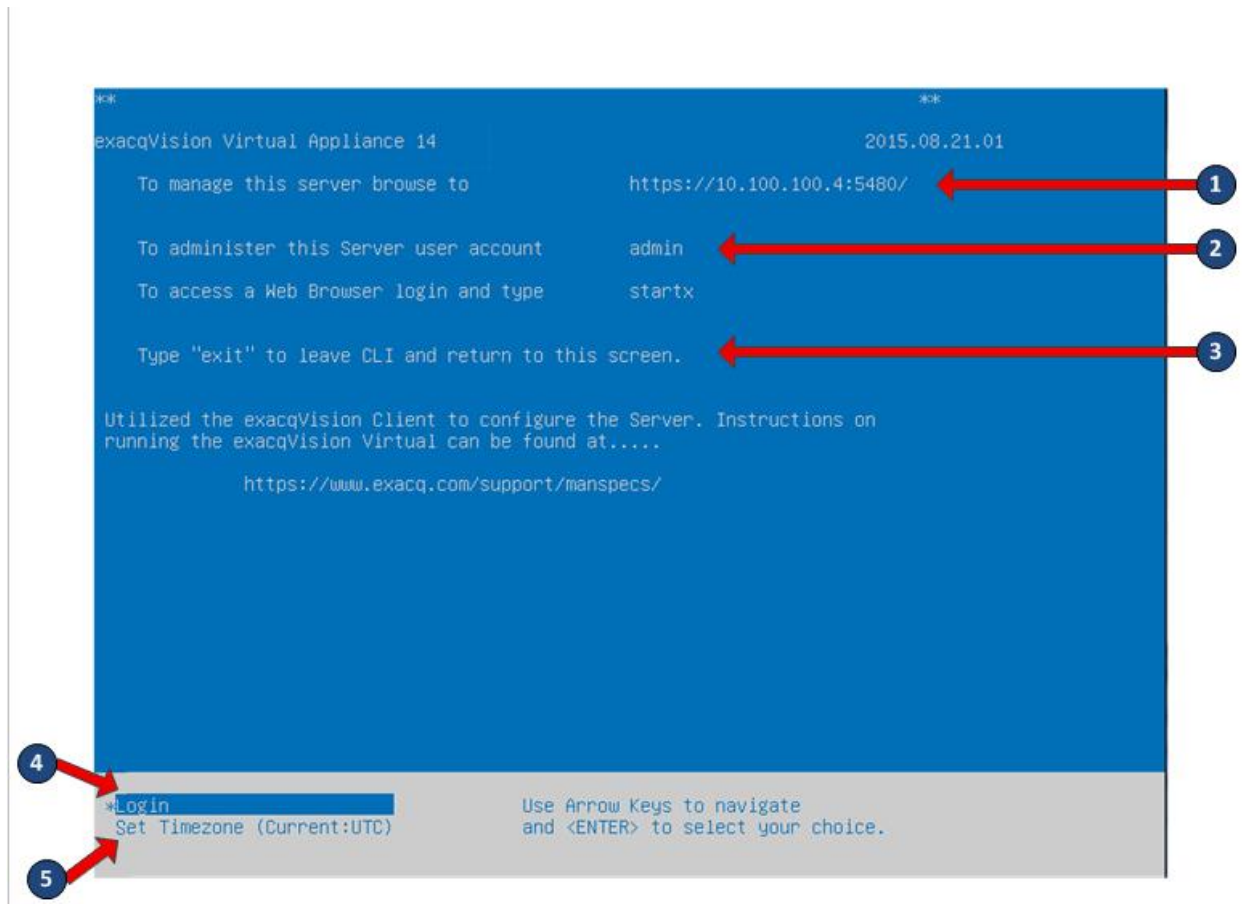 ** **
exacqVision Virtual Appliance 14 2015.08.21.01
To manage this server browse to https://10.100.100.4:5480/ 1
To administer this Server user account admin 2
To access a Web Browser login and type startx
Type "exit" to leave CLI and return to this screen. 3
Utilized the exacqVision Client to configure the Server. Instructions on
running the exacqVision Virtual can be found at.....
https://www.exacq.com/support/manspecs/
4
*Login Use Arrow Keys to navigate
Set Timezone (Current:UTC) and <ENTER> to select your choice.
5